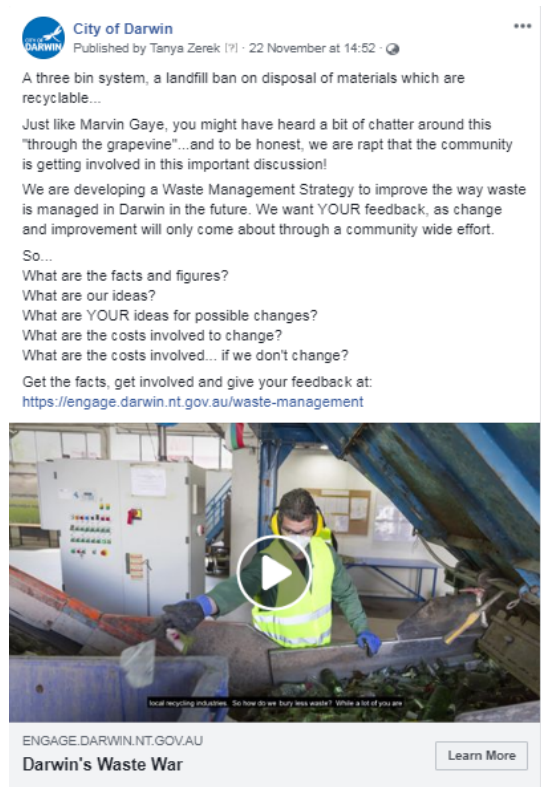 City of Darwin
Published by Tanya Zerek [?] · 22 November at 14:52 ·
CITY OF
DARWIN
A three bin system, a landfill ban on disposal of materials which are
recyclable...
Just like Marvin Gaye, you might have heard a bit of chatter around this
"through the grapevine"...and to be honest, we are rapt that the community
is getting involved in this important discussion!
We are developing a Waste Management Strategy to improve the way waste
is managed in Darwin in the future. We want YOUR feedback, as change
and improvement will only come about through a community wide effort.
So...
What are the facts and figures?
What are our ideas?
What are YOUR ideas for possible changes?
What are the costs involved to change?
What are the costs involved... if we don't change?
Get the facts, get involved and give your feedback at:
https://engage.darwin.nt.gov.au/waste-management
local recycling industries. So how do we bury less waste? While a lot of you are
ENGAGE.DARWIN.NT.GOV.AU
Darwin's Waste War
Learn More